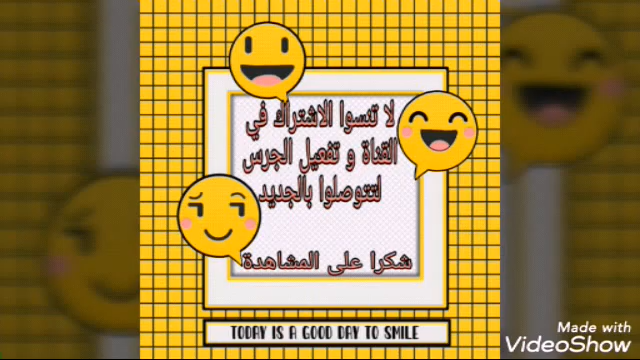 لا تنسوا الاشتراك في
القناة و تفعيل الجرس
لتتوصلوا بالجديد
شكرا على المشاهدة
TODAY IS A GOOD DAY TO SMILE
Made with
VideoShow